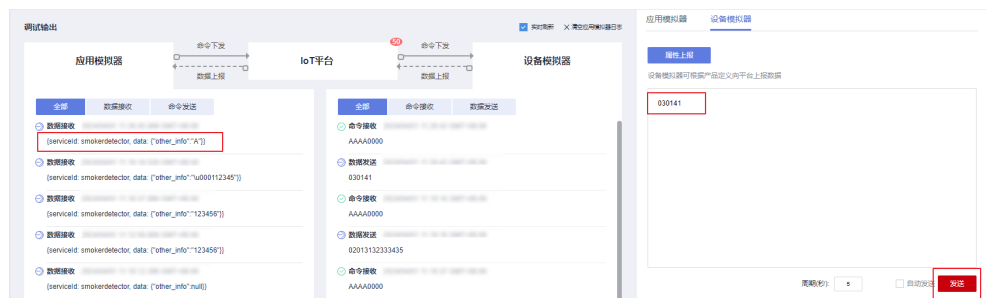 调试输出
实时刷新
清空应用模拟器日志
应用模拟器
命令下发
数据上报
IoT平台
50
命令下发
数据上报
设备模拟器
全部 数据接收 命令发送
数据接收
{serviceId: smokerdetector, data: {"other_info":"A"}}
数据接收
{serviceId: smokerdetector, data: {"other_info":"\u000112345"}}
数据接收
{serviceId: smokerdetector, data: {"other_info":"123456"}}
数据接收
{serviceId: smokerdetector, data: {"other_info":"123456"}}
数据接收
{serviceId: smokerdetector, data: {"other_info":null}}
全部 命令接收 数据发送
命令接收
AAAA0000
数据发送
030141
命令接收
AAAA0000
数据发送
02013132333435
命令接收
AAAA0000
应用模拟器 设备模拟器
属性上报
设备模拟器可根据产品定义向平台上报数据
030141
周期(秒): 5 自动发送 发送